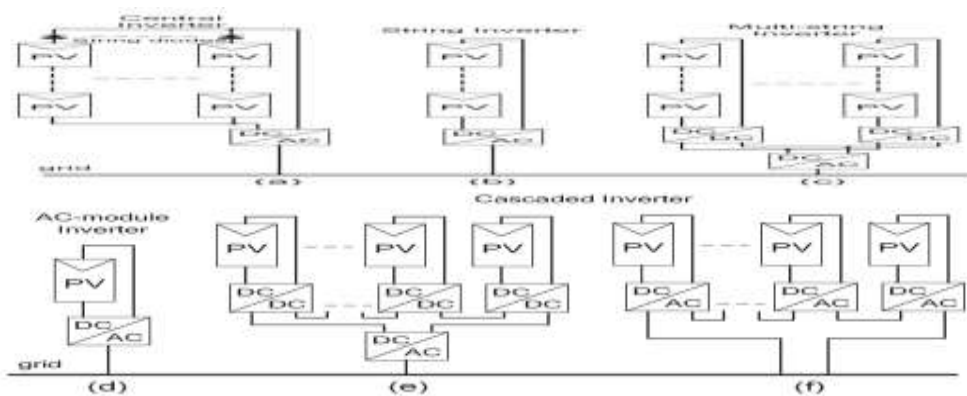 Central
Inverter
String diodes
PV PV
PV PV
DC
AC
String Inverter
PV
PV
DC
AC
Multi-string
Inverter
PV PV
PV PV
DC DC
DC DC
DC
AC
grid
(a) (b) (c)
AC-module
Inverter
PV
DC
AC
Cascaded Inverter
PV PV PV
DC DC DC
DC DC DC
DC
AC
PV PV PV
DC DC DC
AC AC AC
grid
(d) (e) (f)